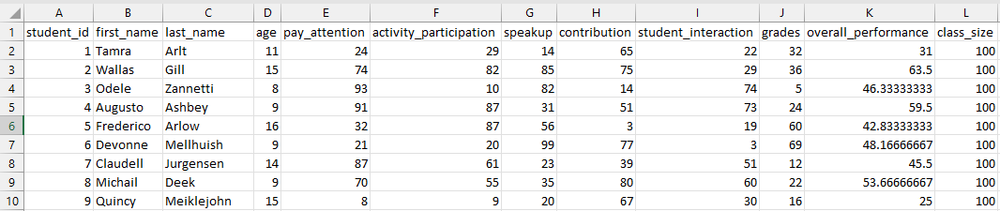 A B C D E F G H I J K L
1 student_id first_name last_name age pay_attention activity_participation speakup contribution student_interaction grades overall_performance class_size
2 1 Tamra Arlt 11 24 29 14 65 22 32 31 100
3 2 Wallas Gill 15 74 82 85 75 29 36 63.5 100
4 3 Odele Zannetti 8 93 10 82 14 74 5 46.33333333 100
5 4 Augusto Ashbey 9 91 87 31 51 73 24 59.5 100
6 5 Frederico Arlow 16 32 87 56 3 19 60 42.83333333 100
7 6 Devonne Mellhuish 9 21 20 99 77 3 69 48.16666667 100
8 7 Claudell Jurgensen 14 87 61 23 39 51 12 45.5 100
9 8 Michail Deek 9 70 55 35 80 60 22 53.66666667 100
10 9 Quincy Meiklejohn 15 8 9 20 67 30 16 25 100